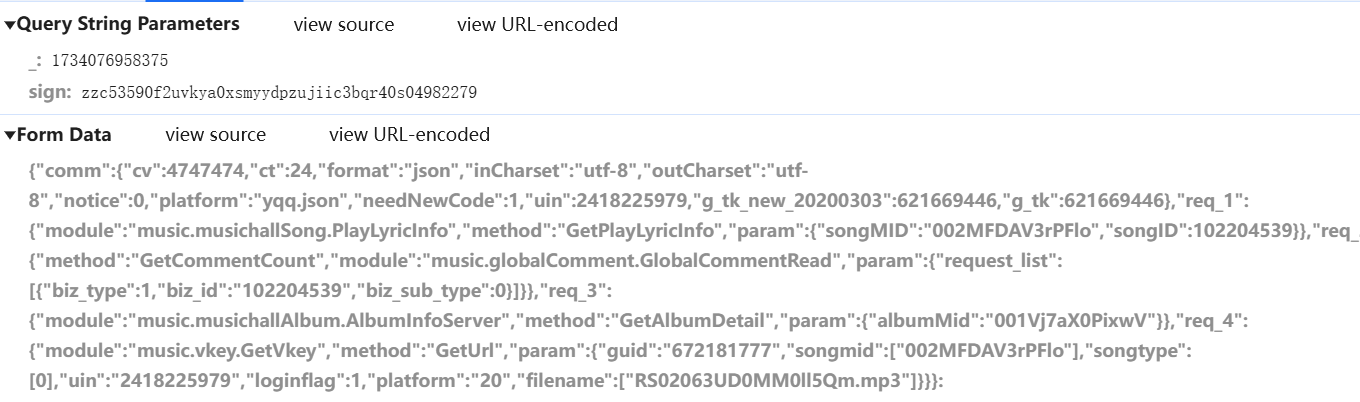 ▾Query String Parameters view source view URL-encoded
_: 1734076958375
sign: zzc53590f2uvkya0xsmyydpzujiic3bqr40s04982279
▾Form Data view source view URL-encoded
{"comm":{"cv":4747474,"ct":24,"format":"json","inCharset":"utf-8","outCharset":"utf-
8","notice":0,"platform":"yqq.json","needNewCode":1,"uin":2418225979,"g_tk_new_20200303":621669446,"g_tk":621669446},"req_1":
{"module":"music.musichallSong.PlayLyricInfo","method":"GetPlayLyricInfo","param":{"songMID":"002MFDAV3rPFlo","songID":102204539}},"req_
{"method":"GetCommentCount","module":"music.globalComment.GlobalCommentRead","param":{"request_list":
[{"biz_type":1,"biz_id":"102204539","biz_sub_type":0}]}},"req_3":
{"module":"music.musichallAlbum.AlbumInfoServer","method":"GetAlbumDetail","param":{"albumMid":"001Vj7aX0PixwV"}},"req_4":
{"module":"music.vkey.GetVkey","method":"GetUrl","param":{"guid":"672181777","songmid":["002MFDAV3rPFlo"],"songtype":
[0],"uin":"2418225979","loginflag":1,"platform":"20","filename":["RS02063UD0MM0ll5Qm.mp3"]}}}: